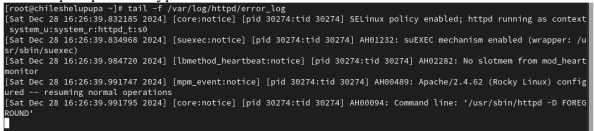 [root@chileshelupupa ~]# tail -f /var/log/httpd/error_log
[Sat Dec 28 16:26:39.832185 2024] [core:notice] [pid 30274:tid 30274] SELinux policy enabled; httpd running as context
system_u:system_r:httpd_t:s0
[Sat Dec 28 16:26:39.834968 2024] [suexec:notice] [pid 30274:tid 30274] AH01232: suEXEC mechanism enabled (wrapper: /u
sr/sbin/suexec)
[Sat Dec 28 16:26:39.984720 2024] [lbmethod_heartbeat:notice] [pid 30274:tid 30274] AH02282: No slotmem from mod_heart
monitor
[Sat Dec 28 16:26:39.991747 2024] [mpm_event:notice] [pid 30274:tid 30274] AH00489: Apache/2.4.62 (Rocky Linux) config
ured -- resuming normal operations
[Sat Dec 28 16:26:39.991795 2024] [core:notice] [pid 30274:tid 30274] AH00094: Command line: '/usr/sbin/httpd -D FOREG
ROUND'